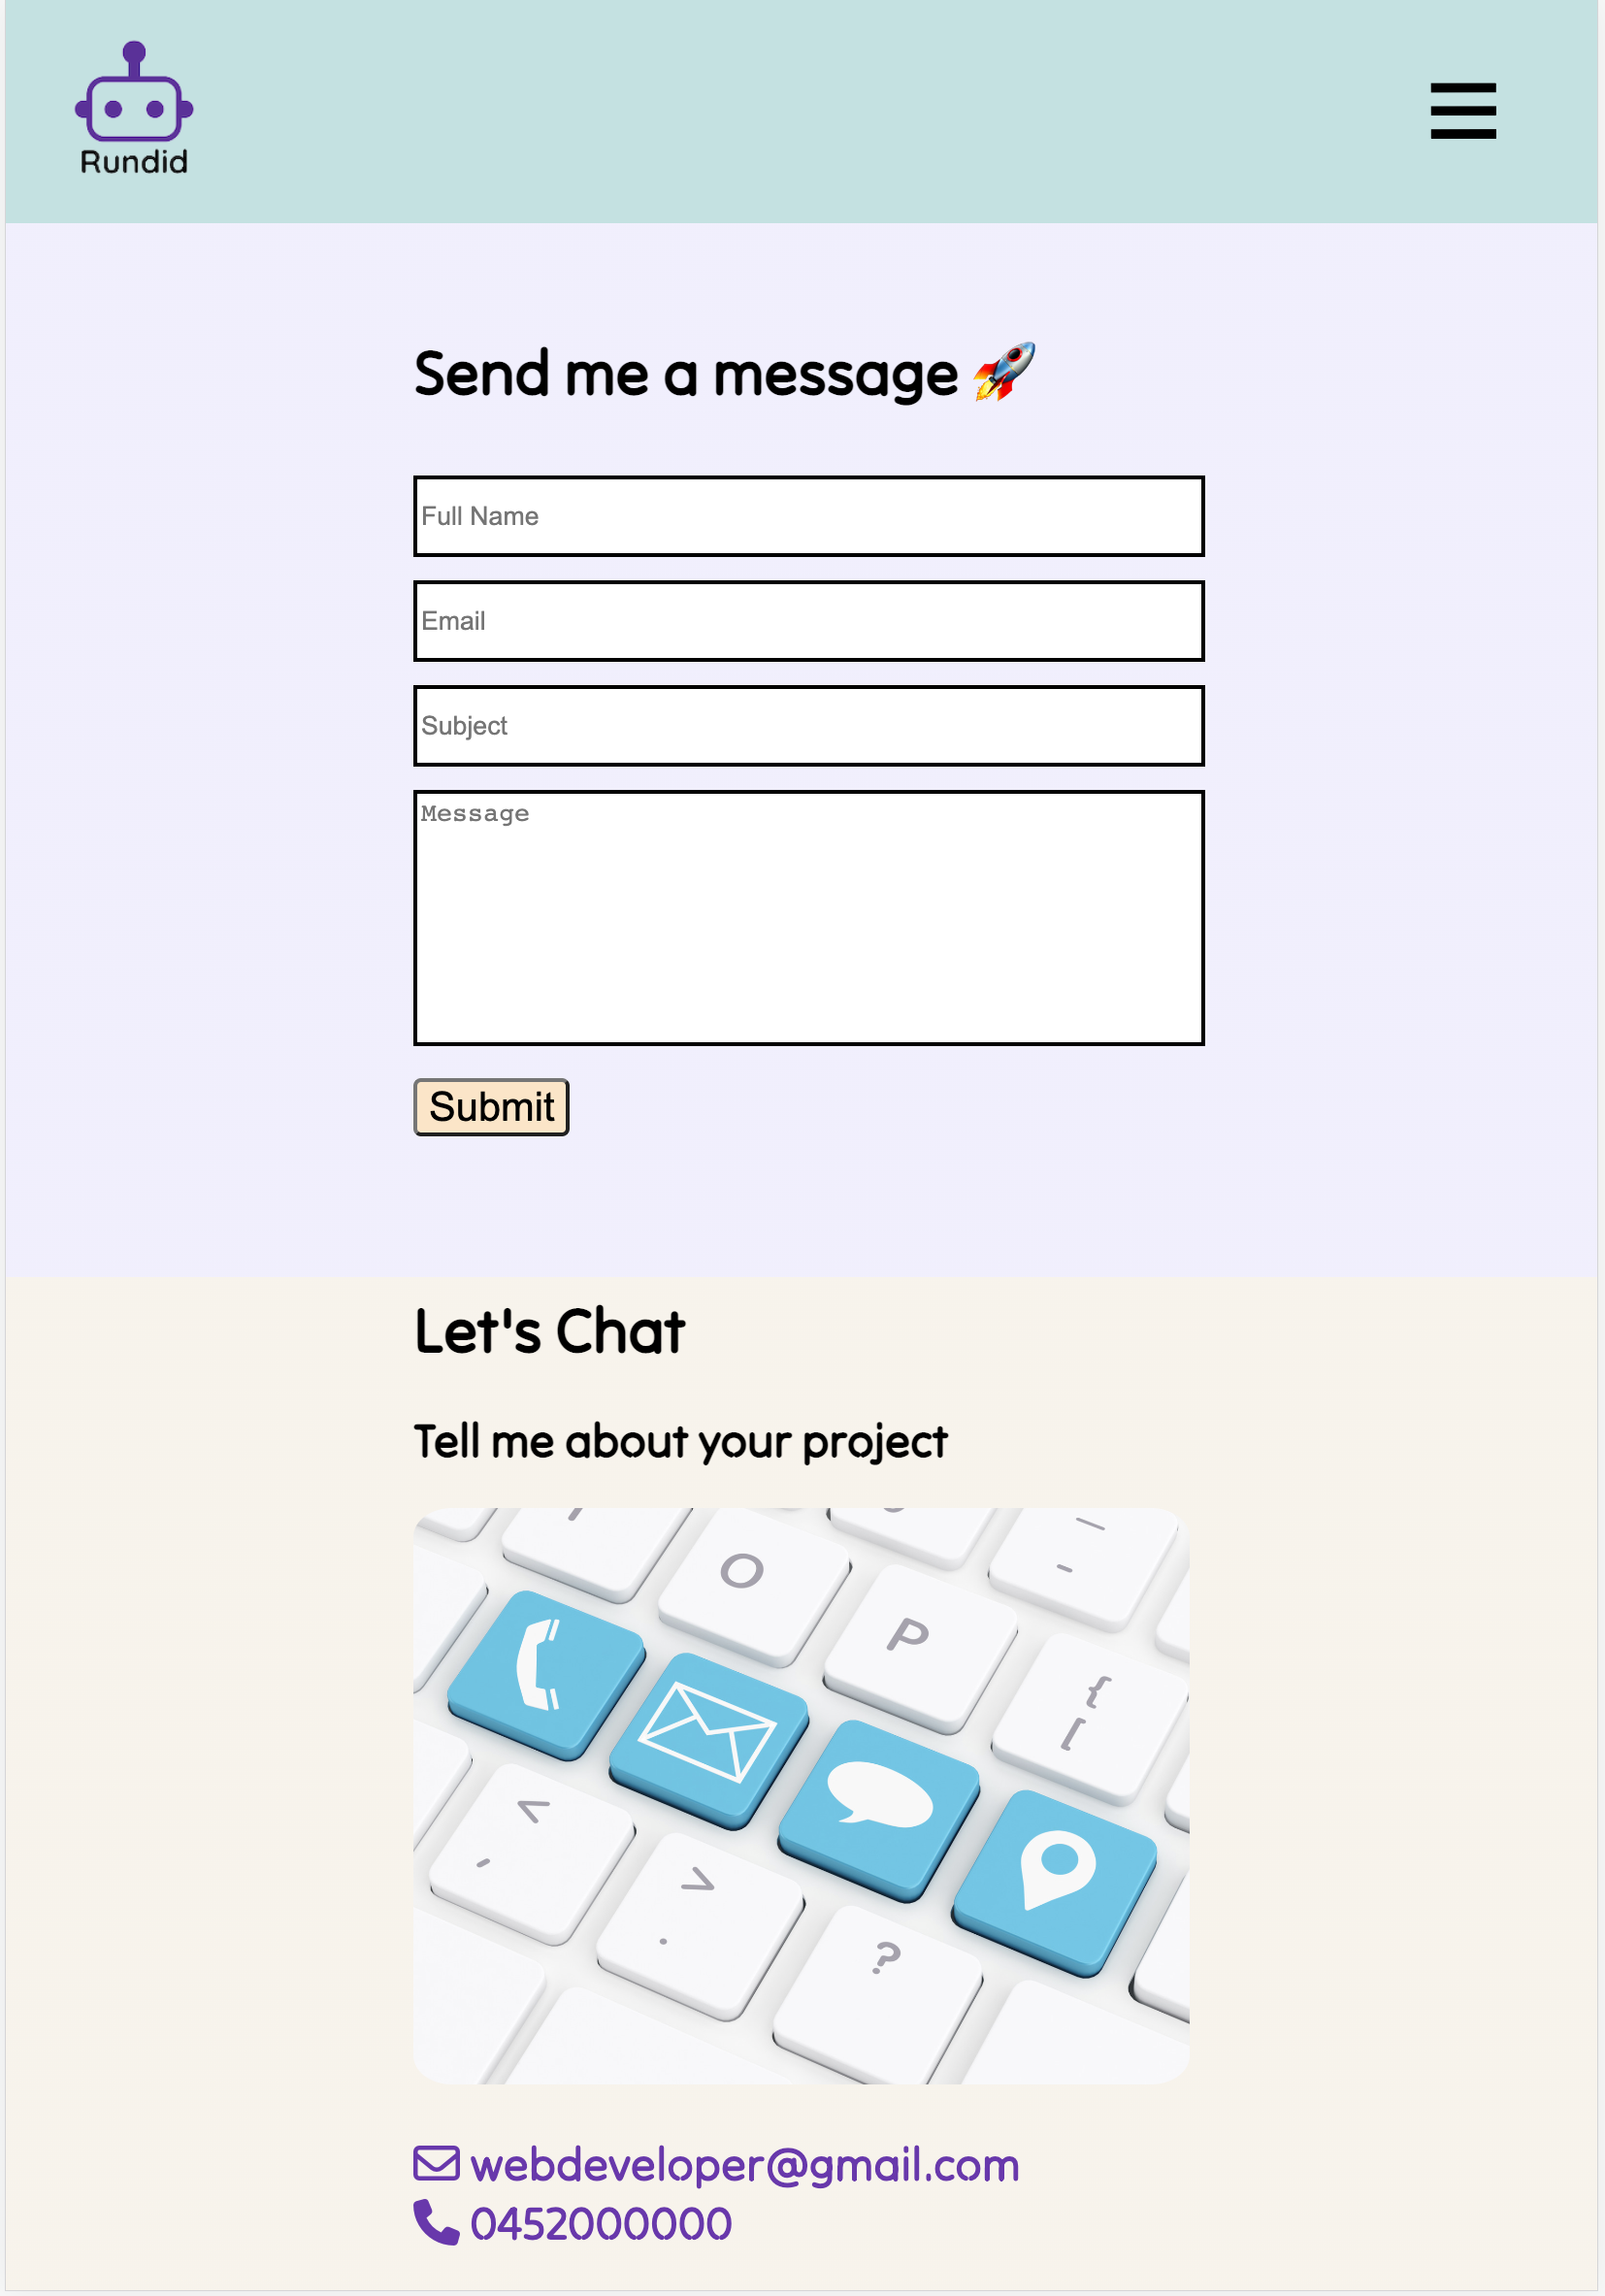 Rundid
Send me a message 🚀
Full Name
Email
Subject
Message
Submit
Let's Chat
Tell me about your project
O
P
{
[
<
,
>
.
?
webdeveloper@gmail.com
0452000000